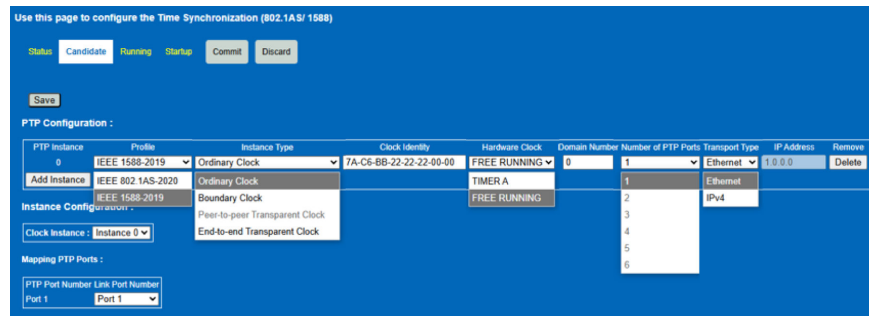 Use this page to configure the Time Synchronization (802.1AS/ 1588)
Status Candidate Running Startup Commit Discard
Save
PTP Configuration :
PTP Instance Profile Instance Type Clock Identity Hardware Clock Domain Number Number of PTP Ports Transport Type IP Address Remove
0 IEEE 1588-2019 Ordinary Clock 7A-C6-BB-22-22-22-00-00 FREE RUNNING 0 1 Ethernet 1.0.0.0 Delete
Add Instance IEEE 802.1AS-2020 Ordinary Clock TIMER A 1 Ethernet
IEEE 1588-2019 Boundary Clock FREE RUNNING 2 IPv4
Peer-to-peer Transparent Clock 3
End-to-end Transparent Clock 4
5
6
Instance Configuration :
Clock Instance : Instance 0
Mapping PTP Ports :
PTP Port Number Link Port Number
Port 1 Port 1